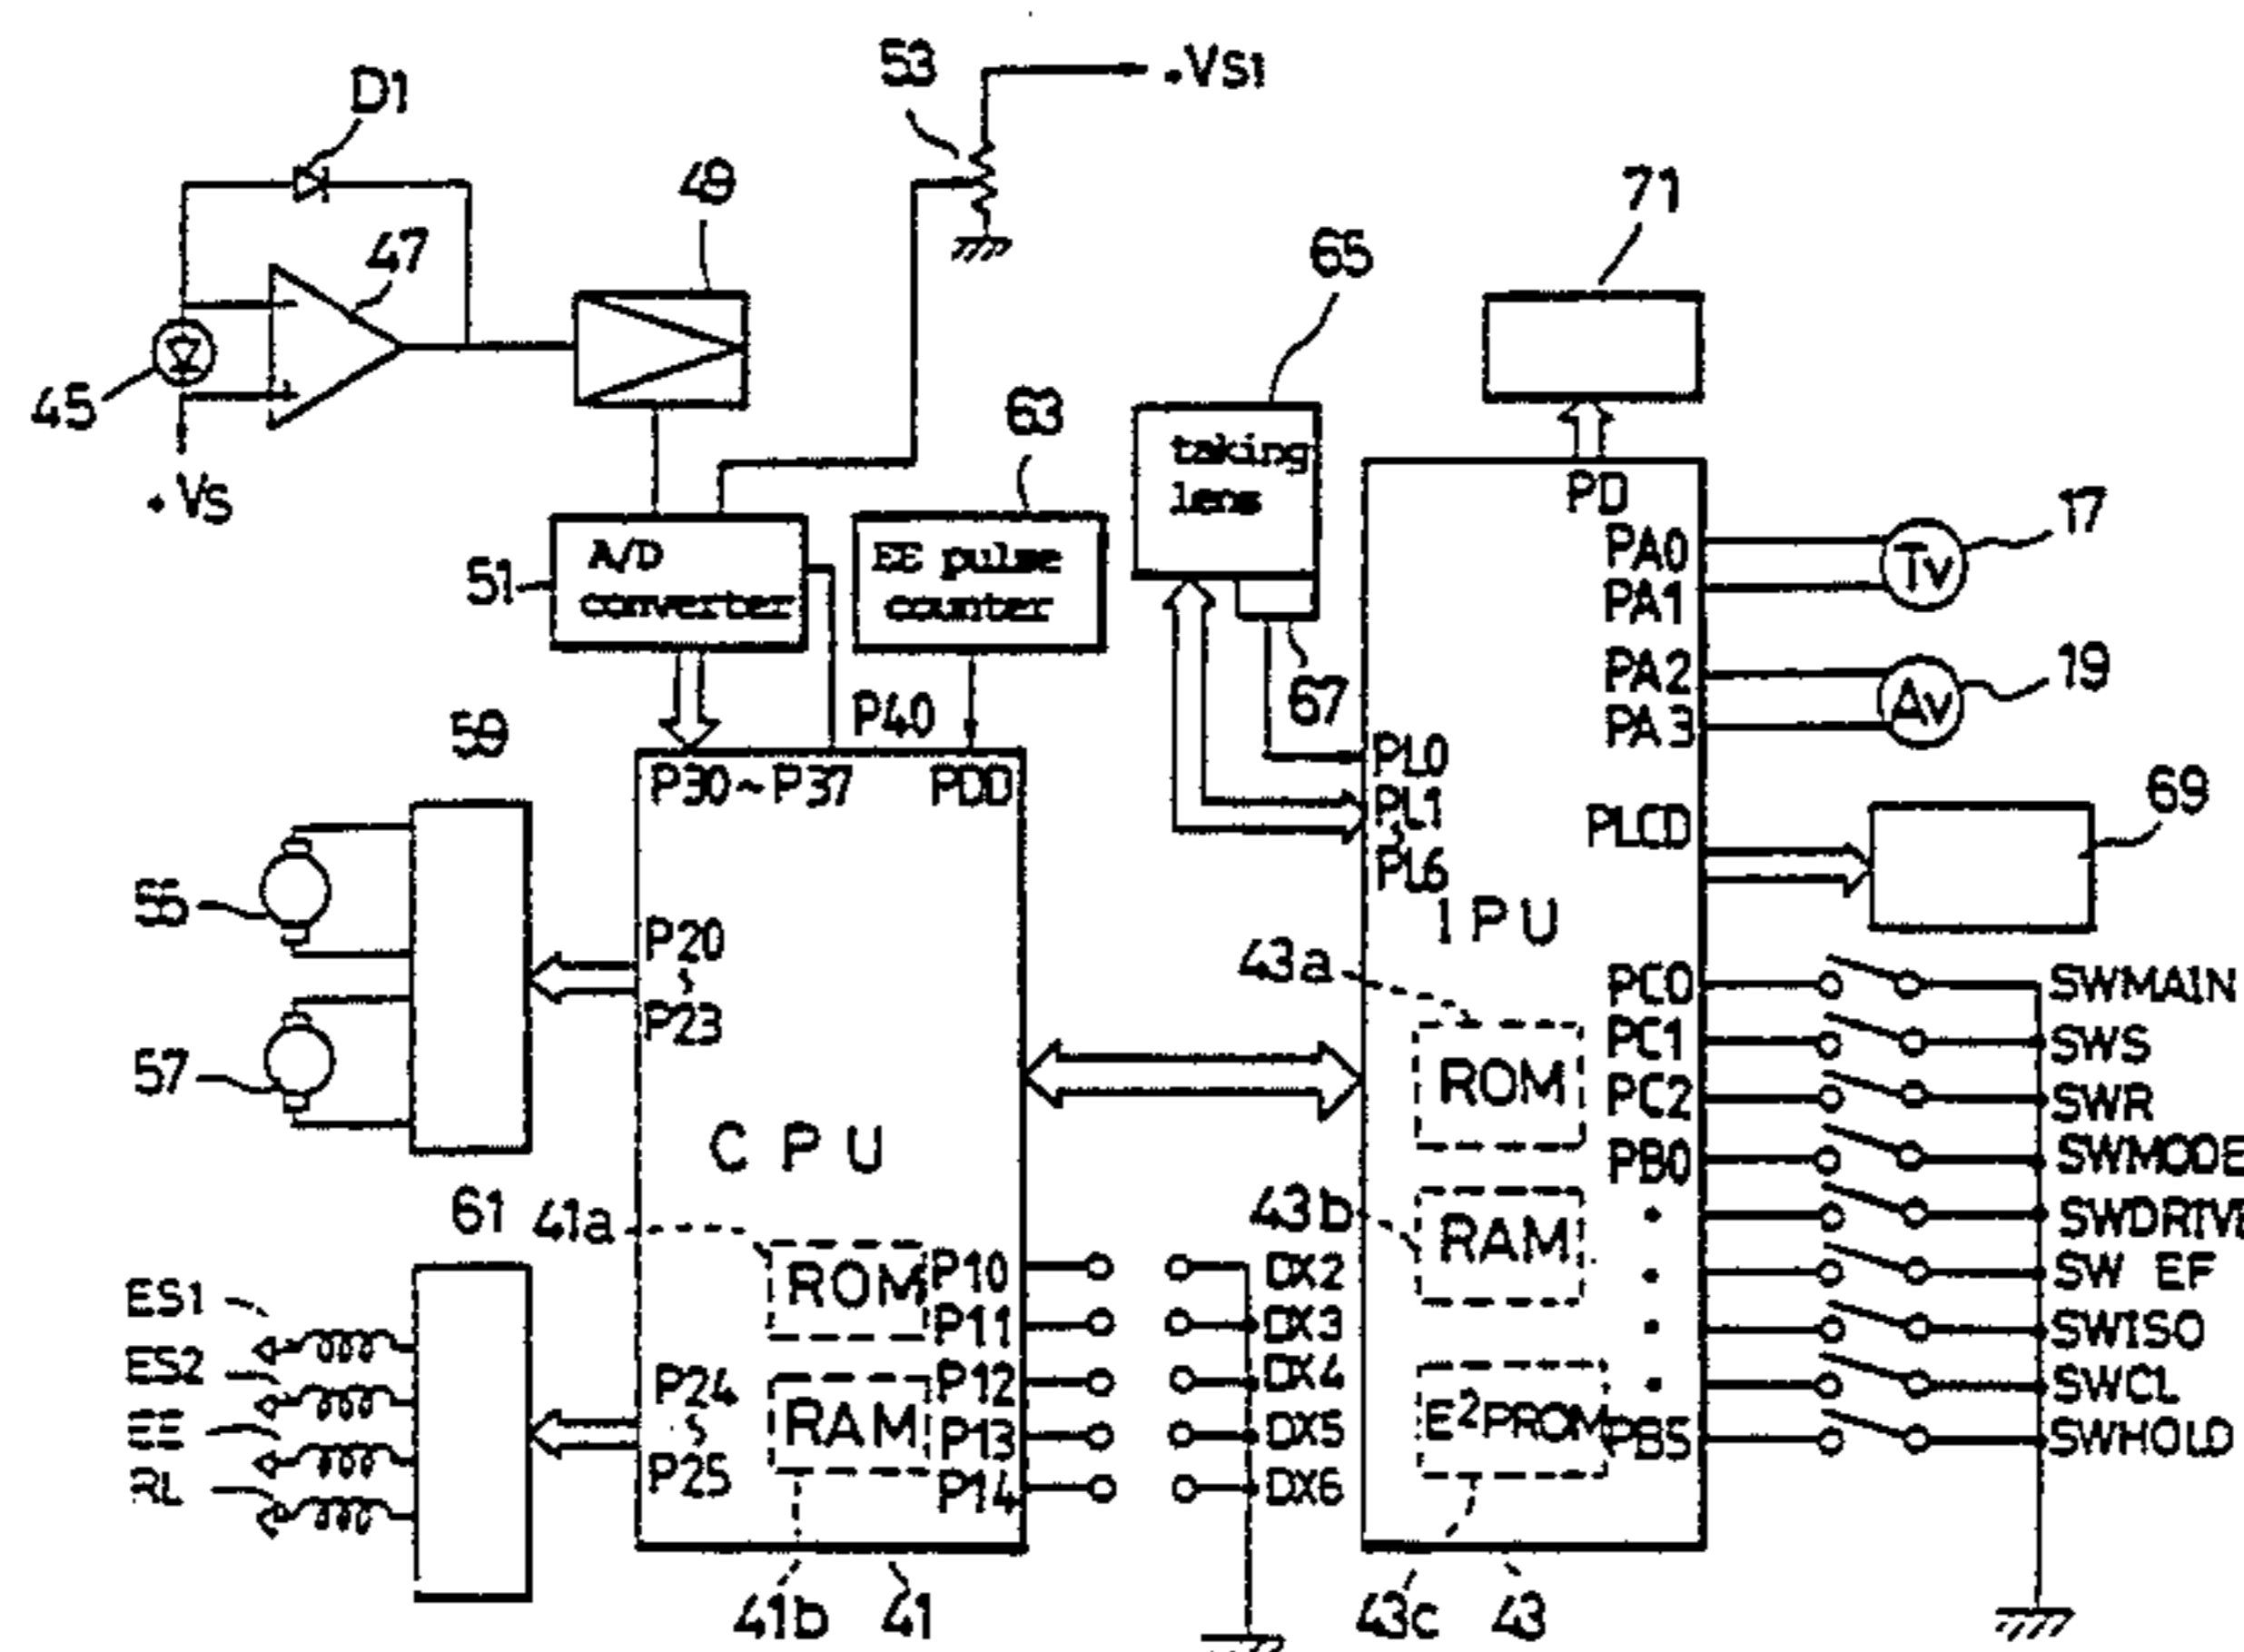 D1
53
.Vs1
49
47
45
.Vs
71
65
63
taking
lens
51
A/D
converter
EE pulse
counter
67
PD
PA0
PA1
Tv
17
PA2
PA3
Av
19
P40
P30~P37
PDD
PL0
PL1
PL6
PLCD
69
59
57
P20
P23
CPU
IPU
43a
ROM
43b
RAM
E²PROM
43c
43
PC0
PC1
PC2
PB0
SWMAIN
SWS
SWR
SWMODE
SWDRIVE
SW EF
SWISO
SWCL
SWHOLD
61
41a
ROM
RAM
41b
41
P10
P11
P12
P13
P14
DX2
DX3
DX4
DX5
DX6
ES1
ES2
EE
RL
P24
P25